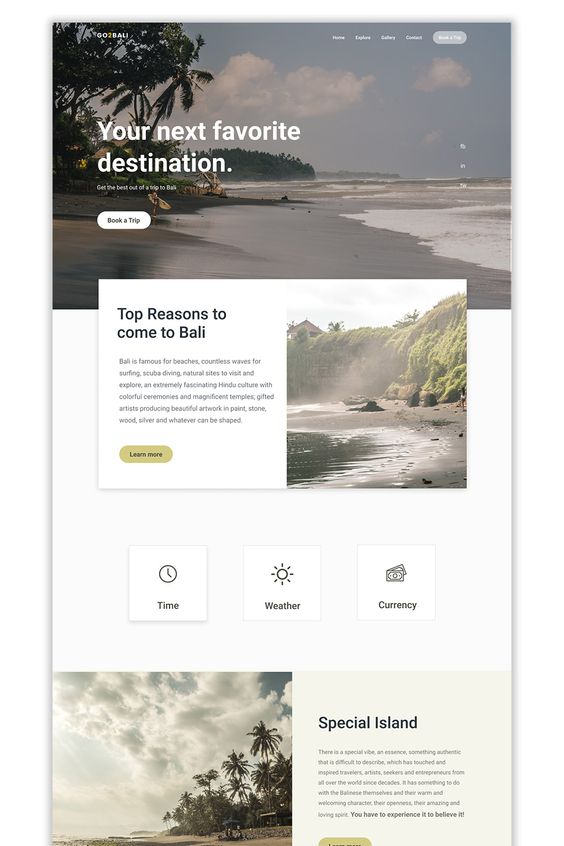 GO2BALI
Home Explore Gallery Contact Book a Trip
Your next favorite
destination.
Get the best out of a trip to Bali
Book a Trip
fb
in
Tw
Top Reasons to
come to Bali
Bali is famous for beaches, countless waves for
surfing, scuba diving, natural sites to visit and
explore, an extremely fascinating Hindu culture with
colorful ceremonies and magnificent temples, gifted
artists producing beautiful artwork in paint, stone,
wood, silver and whatever can be shaped.
Learn more
Time
Weather
Currency
Special Island
There is a special vibe, an essence, something authentic
that is difficult to describe, which has touched and
inspired travelers, artists, seekers and entrepreneurs from
all over the world since decades. It has something to do
with the Balinese themselves and their warm and
welcoming character, their openness, their amazing and
loving spirit. You have to experience it to believe it!